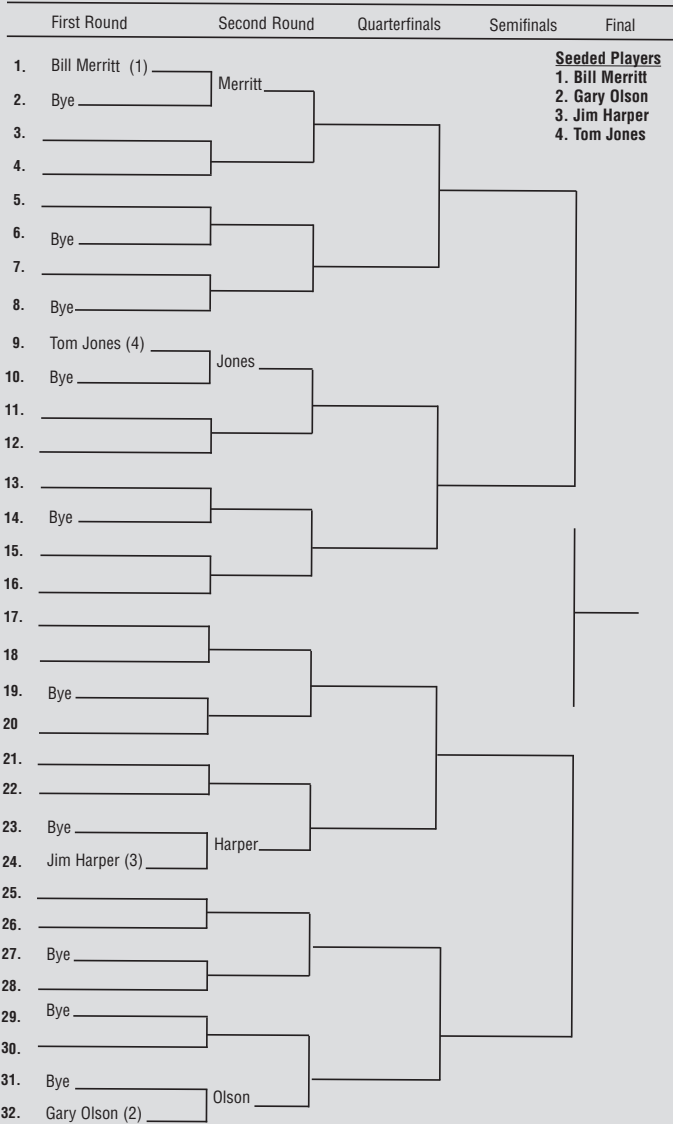 First Round Second Round Quarterfinals Semifinals Final
Seeded Players
1. Bill Merritt
2. Gary Olson
3. Jim Harper
4. Tom Jones
1. Bill Merritt (1)
Merritt
2. Bye
3.
4.
5.
6. Bye
7.
8. Bye
9. Tom Jones (4)
Jones
10. Bye
11.
12.
13.
14. Bye
15.
16.
17.
18
19. Bye
20
21.
22.
23. Bye
Harper
24. Jim Harper (3)
25.
26.
27. Bye
28.
29. Bye
30.
31. Bye
Olson
32. Gary Olson (2)